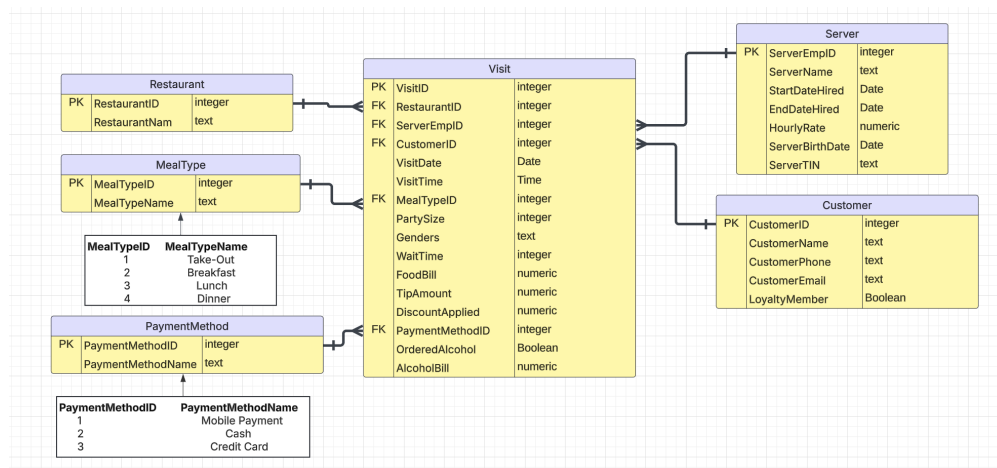 Restaurant
PK RestaurantID integer
RestaurantNam text
MealType
PK MealTypeID integer
MealTypeName text
MealTypeID MealTypeName
1 Take-Out
2 Breakfast
3 Lunch
4 Dinner
PaymentMethod
PK PaymentMethodID integer
PaymentMethodName text
PaymentMethodID PaymentMethodName
1 Mobile Payment
2 Cash
3 Credit Card
Visit
PK VisitID integer
FK RestaurantID integer
FK ServerEmpID integer
FK CustomerID integer
VisitDate Date
VisitTime Time
FK MealTypeID integer
PartySize integer
Genders text
WaitTime integer
FoodBill numeric
TipAmount numeric
DiscountApplied numeric
FK PaymentMethodID integer
OrderedAlcohol Boolean
AlcoholBill numeric
Server
PK ServerEmpID integer
ServerName text
StartDateHired Date
EndDateHired Date
HourlyRate numeric
ServerBirthDate Date
ServerTIN text
Customer
PK CustomerID integer
CustomerName text
CustomerPhone text
CustomerEmail text
LoyaltyMember Boolean